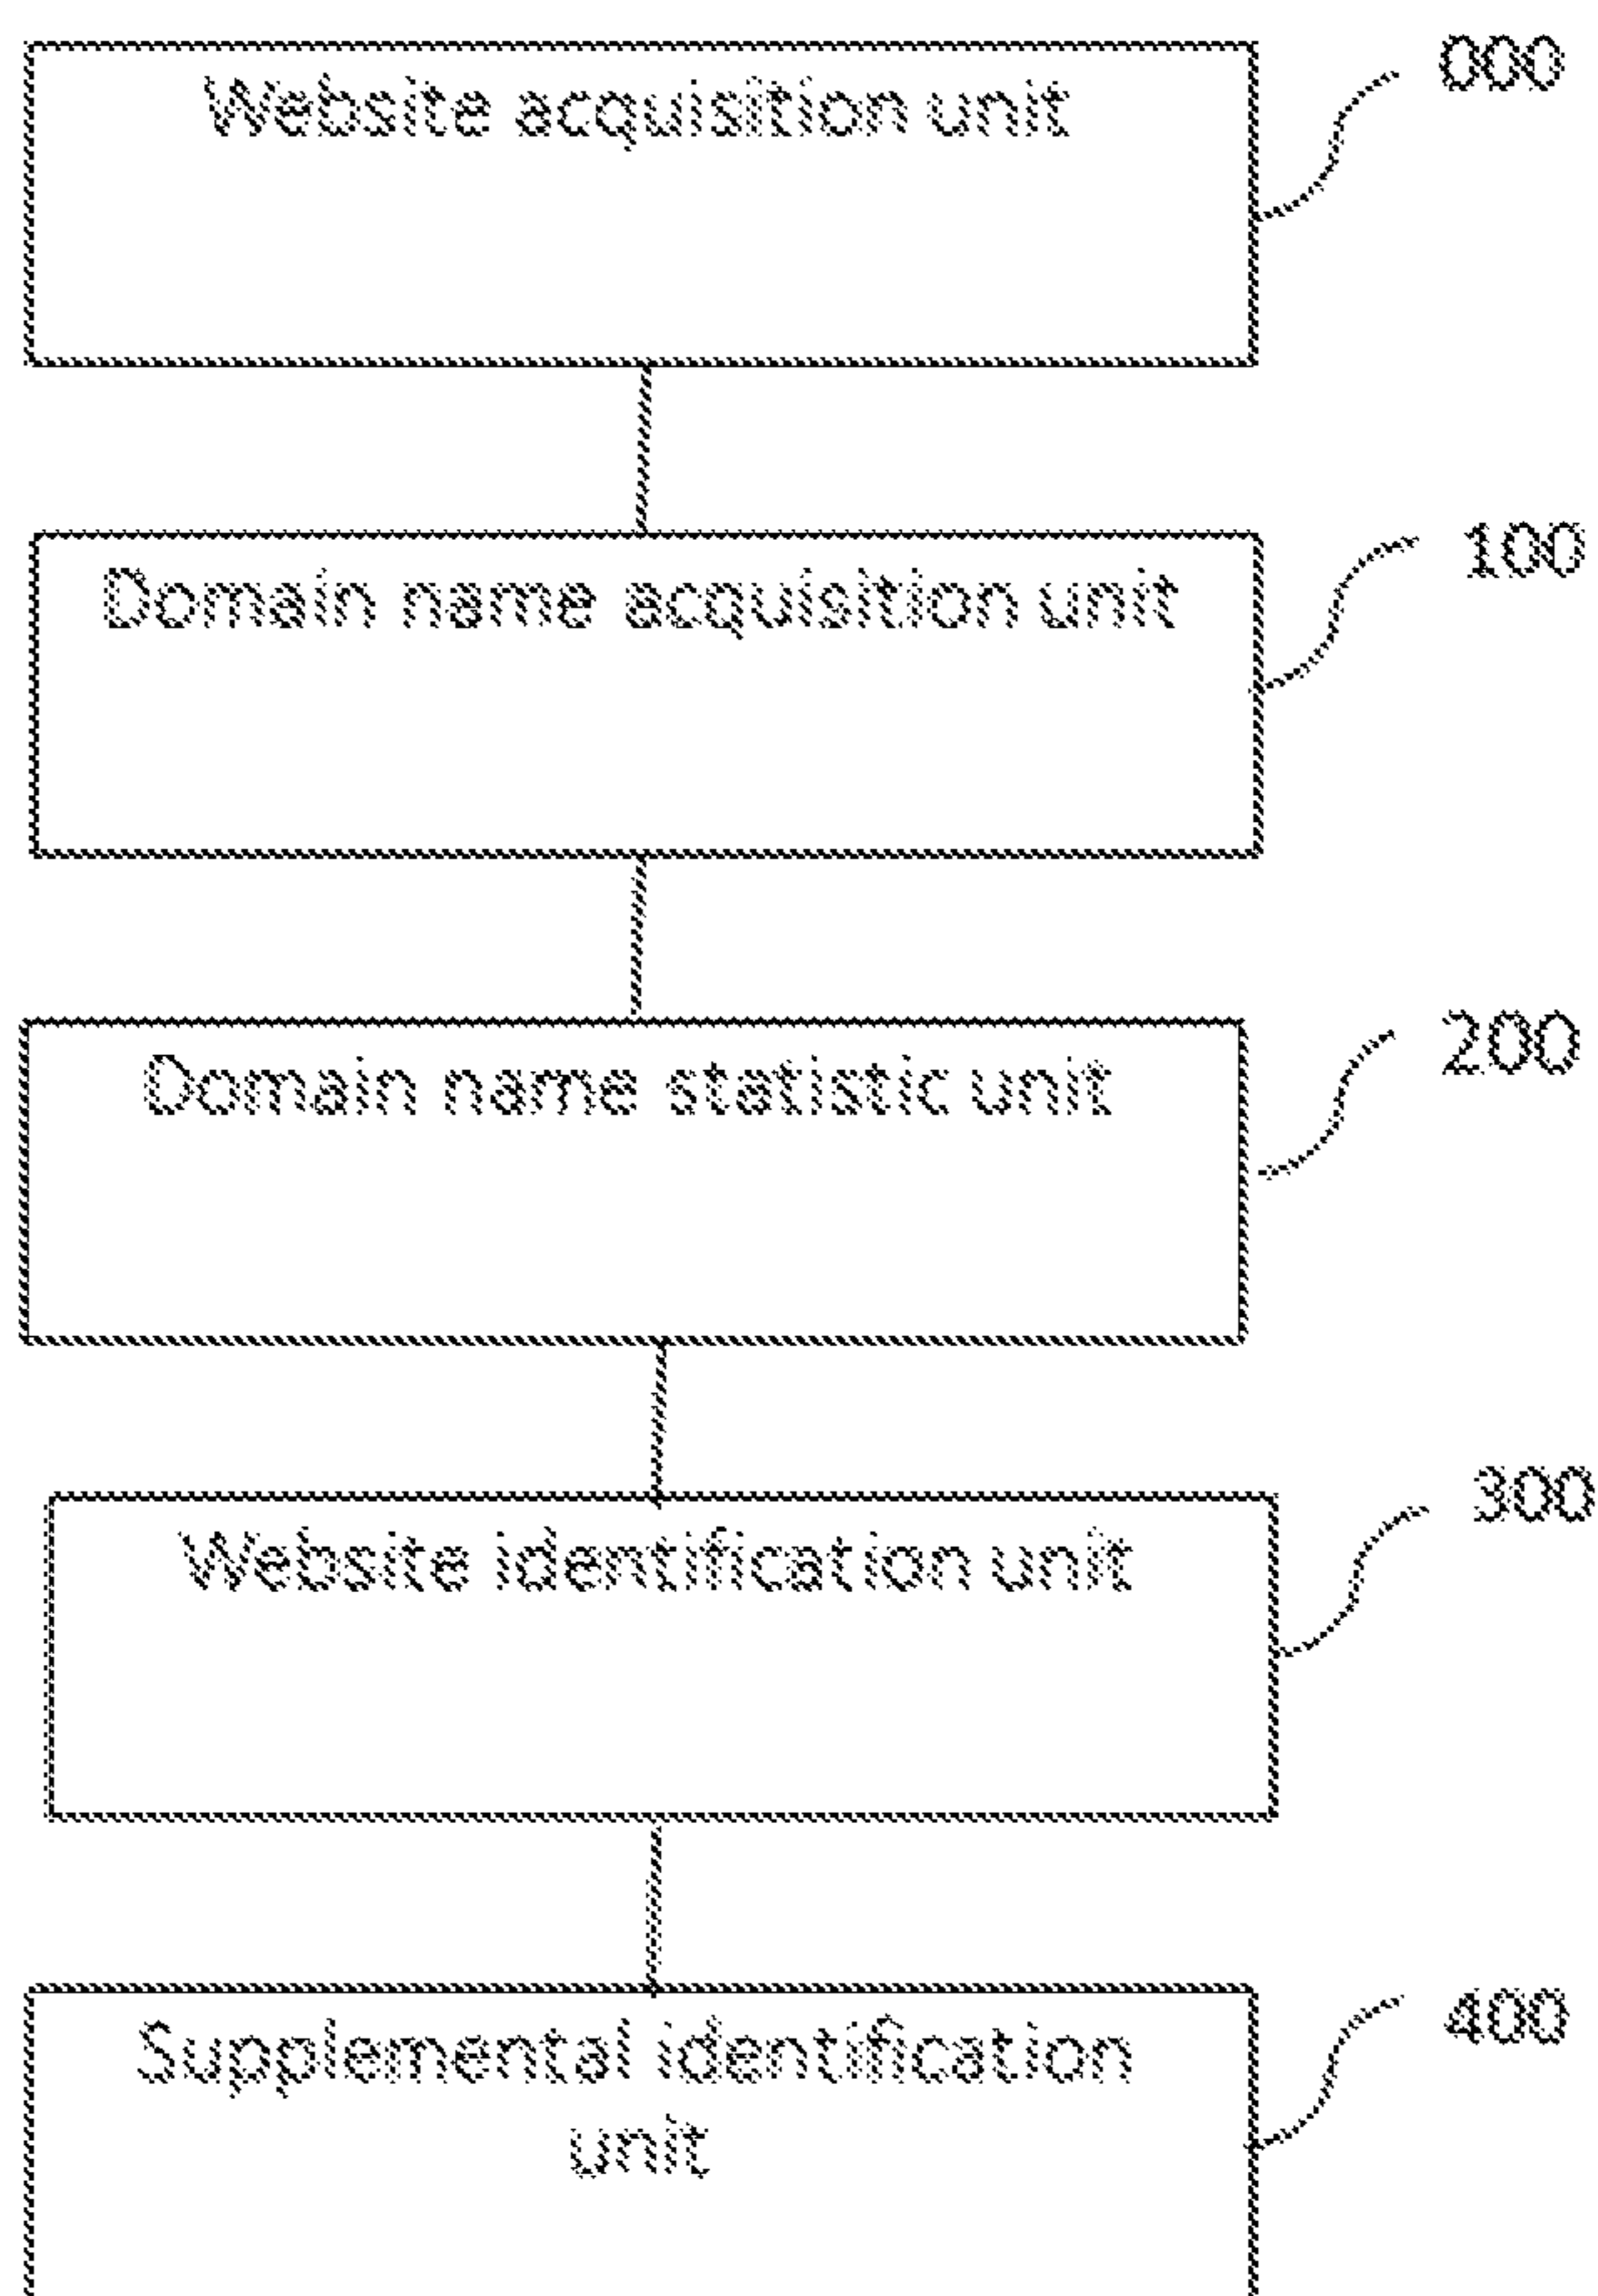 Website acquisition unit
000
Domain name acquisition unit
100
Domain name statistic unit
200
Website identification unit
300
Supplemental identification
unit
400